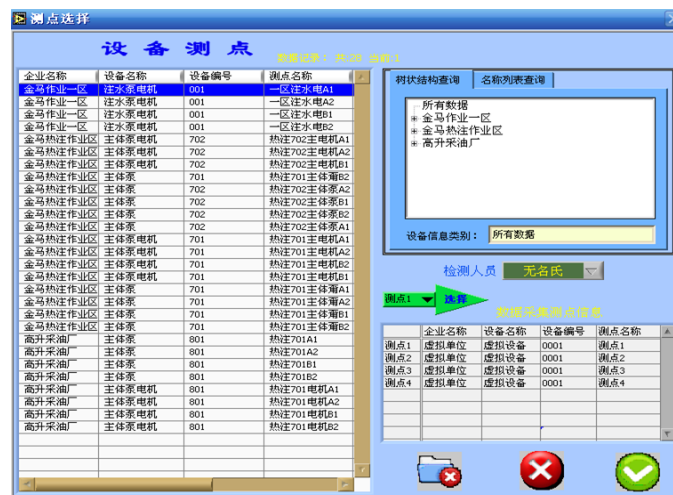 测点选择
设 备 测 点
数据记录: 共:28 当前:1
企业名称 设备名称 设备编号 测点名称
金马作业一区 注水泵电机 001 一区注水电A1
金马作业一区 注水泵电机 001 一区注水电A2
金马作业一区 注水泵电机 001 一区注水电B1
金马作业一区 注水泵电机 001 一区注水电B2
金马热注作业区 主体泵电机 702 热注702主电机A1
金马热注作业区 主体泵电机 702 热注702主电机A2
金马热注作业区 主体泵电机 702 热注702主电机B1
金马热注作业区 主体泵 701 热注701主体甭B2
金马热注作业区 主体泵 702 热注702主体泵A2
金马热注作业区 主体泵 702 热注702主体泵B1
金马热注作业区 主体泵 702 热注702主体泵B2
金马热注作业区 主体泵 702 热注702主体泵A1
金马热注作业区 主体泵电机 701 热注701主电机A1
金马热注作业区 主体泵电机 701 热注701主电机A2
金马热注作业区 主体泵电机 701 热注701主电机B2
金马热注作业区 主体泵电机 701 热注701主电机B1
金马热注作业区 主体泵 701 热注701主体甭A1
金马热注作业区 主体泵 701 热注701主体甭A2
金马热注作业区 主体泵 701 热注701主体甭B1
金马热注作业区 主体泵 701 热注701主体甭B2
高升采油厂 主体泵 801 热注701A1
高升采油厂 主体泵 801 热注701A2
高升采油厂 主体泵 801 热注701B1
高升采油厂 主体泵 801 热注701B2
高升采油厂 主体泵电机 801 热注701电机A1
高升采油厂 主体泵电机 801 热注701电机A2
高升采油厂 主体泵电机 801 热注701电机B1
高升采油厂 主体泵电机 801 热注701电机B2
树状结构查询 名称列表查询
所有数据
金马作业一区
金马热注作业区
高升采油厂
设备信息类别: 所有数据
检测人员 无名氏
测点1 选择
数据采集测点信息
企业名称 设备名称 设备编号 测点名称
测点1 虚拟单位 虚拟设备 0001 测点1
测点2 虚拟单位 虚拟设备 0001 测点2
测点3 虚拟单位 虚拟设备 0001 测点3
测点4 虚拟单位 虚拟设备 0001 测点4